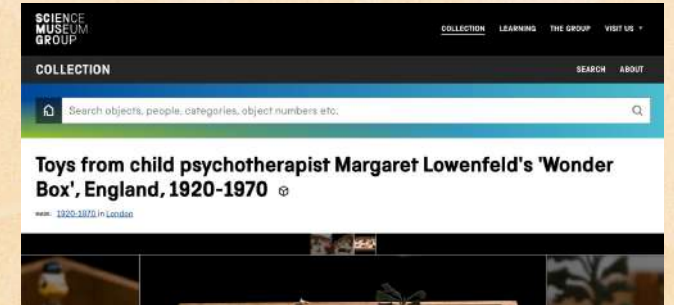 SCIENCE
MUSEUM
GROUP
COLLECTION LEARNING THE GROUP VISIT US
COLLECTION
SEARCH ABOUT
Search objects, people, categories, object numbers etc.
Toys from child psychotherapist Margaret Lowenfeld's 'Wonder
Box', England, 1920-1970
1920-1970 in London